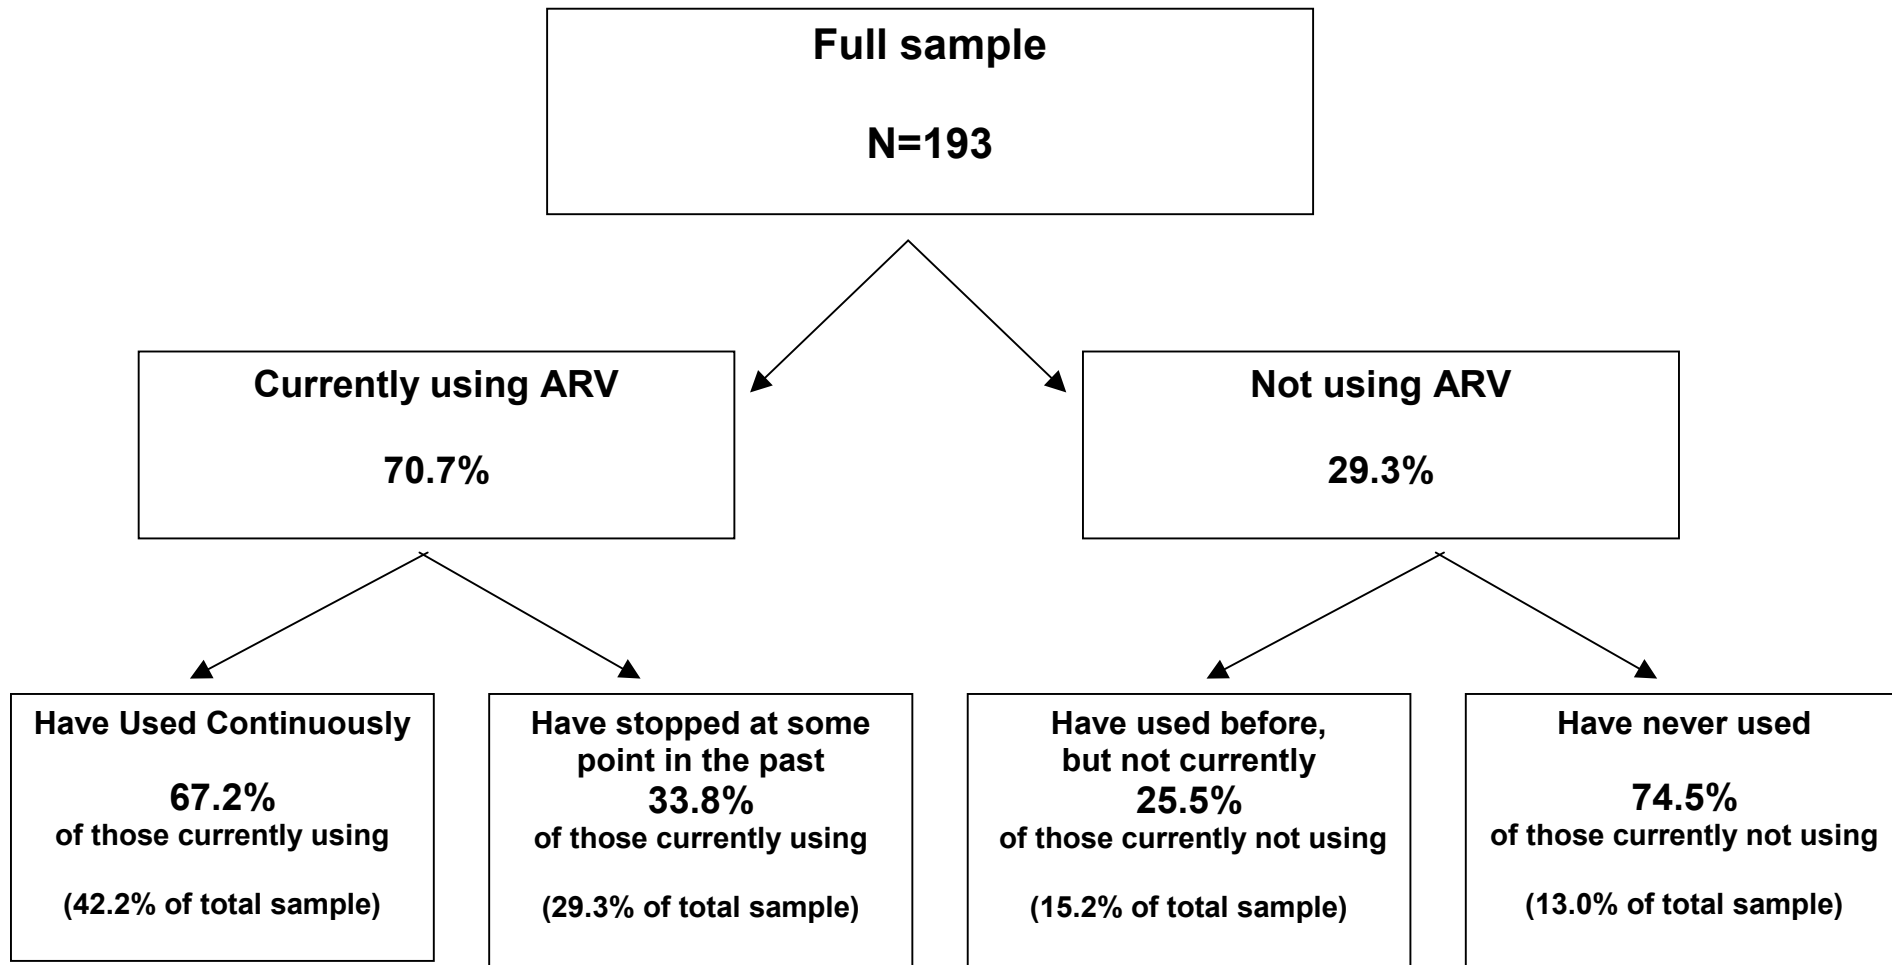 Full sample
N=193
Currently using ARV
70.7%
Not using ARV
29.3%
Have Used Continuously
67.2%
of those currently using
(42.2% of total sample)
Have stopped at some
point in the past
33.8%
of those currently using
(29.3% of total sample)
Have used before,
but not currently
25.5%
of those currently not using
(15.2% of total sample)
Have never used
74.5%
of those currently not using
(13.0% of total sample)